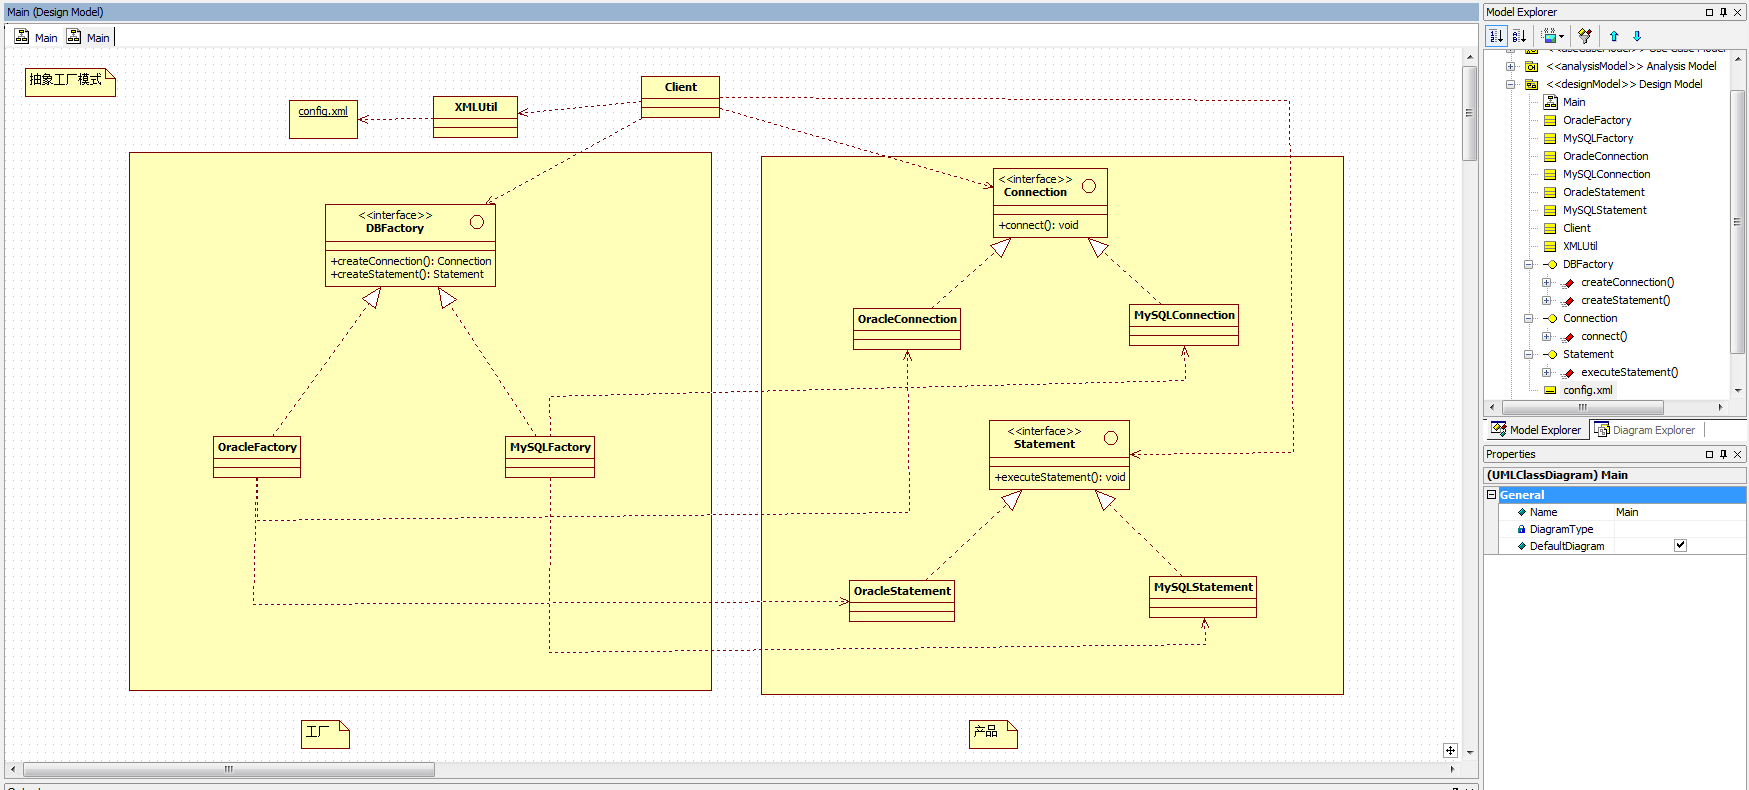 Main (Design Model)
Main
Main
抽象工厂模式
config.xml
XMLUtil
Client
<<interface>>
DBFactory
+createConnection(): Connection
+createStatement(): Statement
OracleFactory
MySQLFactory
<<interface>>
Connection
+connect(): void
OracleConnection
MySQLConnection
<<interface>>
Statement
+executeStatement(): void
OracleStatement
MySQLStatement
工厂
产品
Model Explorer
<<analysisModel>> Analysis Model
<<designModel>> Design Model
Main
OracleFactory
MySQLFactory
OracleConnection
MySQLConnection
OracleStatement
MySQLStatement
Client
XMLUtil
DBFactory
createConnection()
createStatement()
Connection
connect()
Statement
executeStatement()
config.xml
Model Explorer
Diagram Explorer
Properties
(UMLClassDiagram) Main
General
Name Main
DiagramType
DefaultDiagram